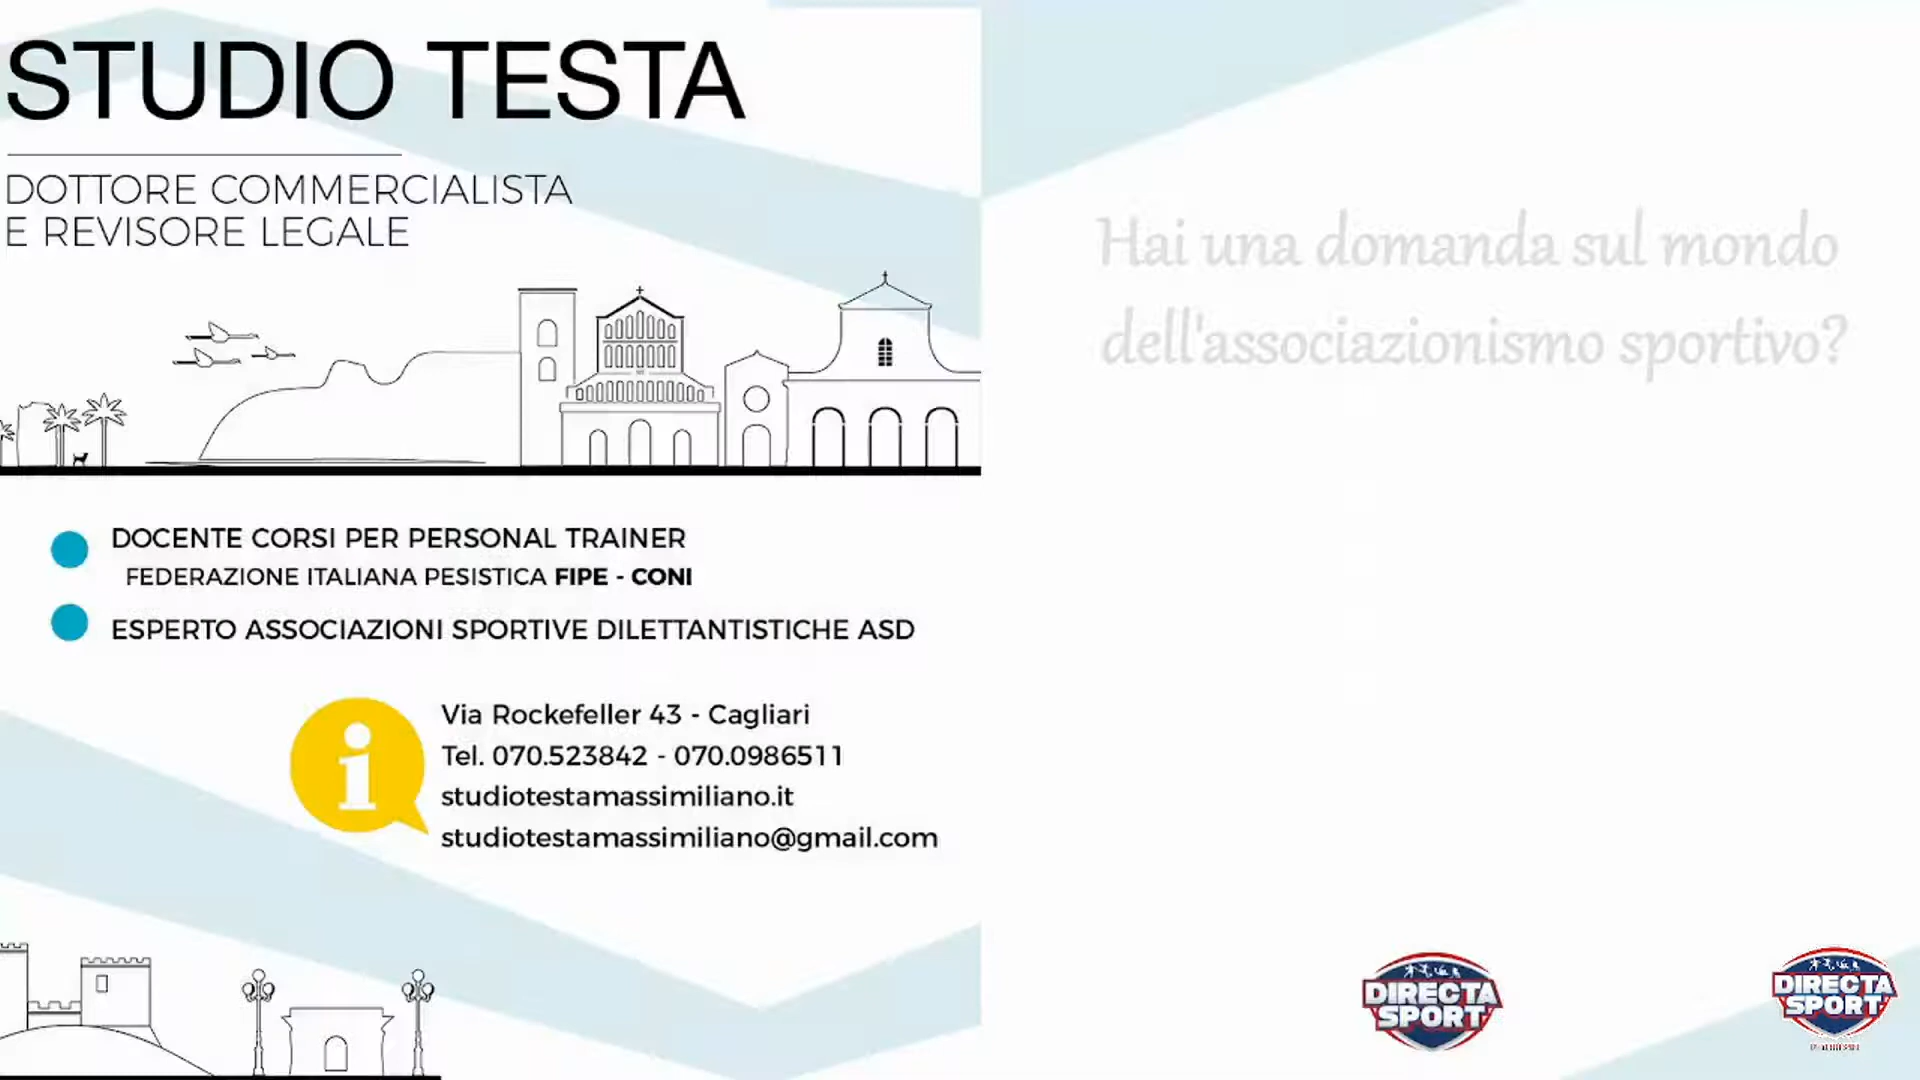 STUDIO TESTA
DOTTORE COMMERCIALISTA
E REVISORE LEGALE
DOCENTE CORSI PER PERSONAL TRAINER
FEDERAZIONE ITALIANA PESISTICA FIPE - CONI
ESPERTO ASSOCIAZIONI SPORTIVE DILETTANTISTICHE ASD
Via Rockefeller 43 - Cagliari
Tel. 070.523842 - 070.0986511
studiotestamassimiliano.it
studiotestamassimiliano@gmail.com
Hai una domanda sul mondo
dell'associazionismo sportivo?
DIRECTA
SPORT
DIRECTA
SPORT